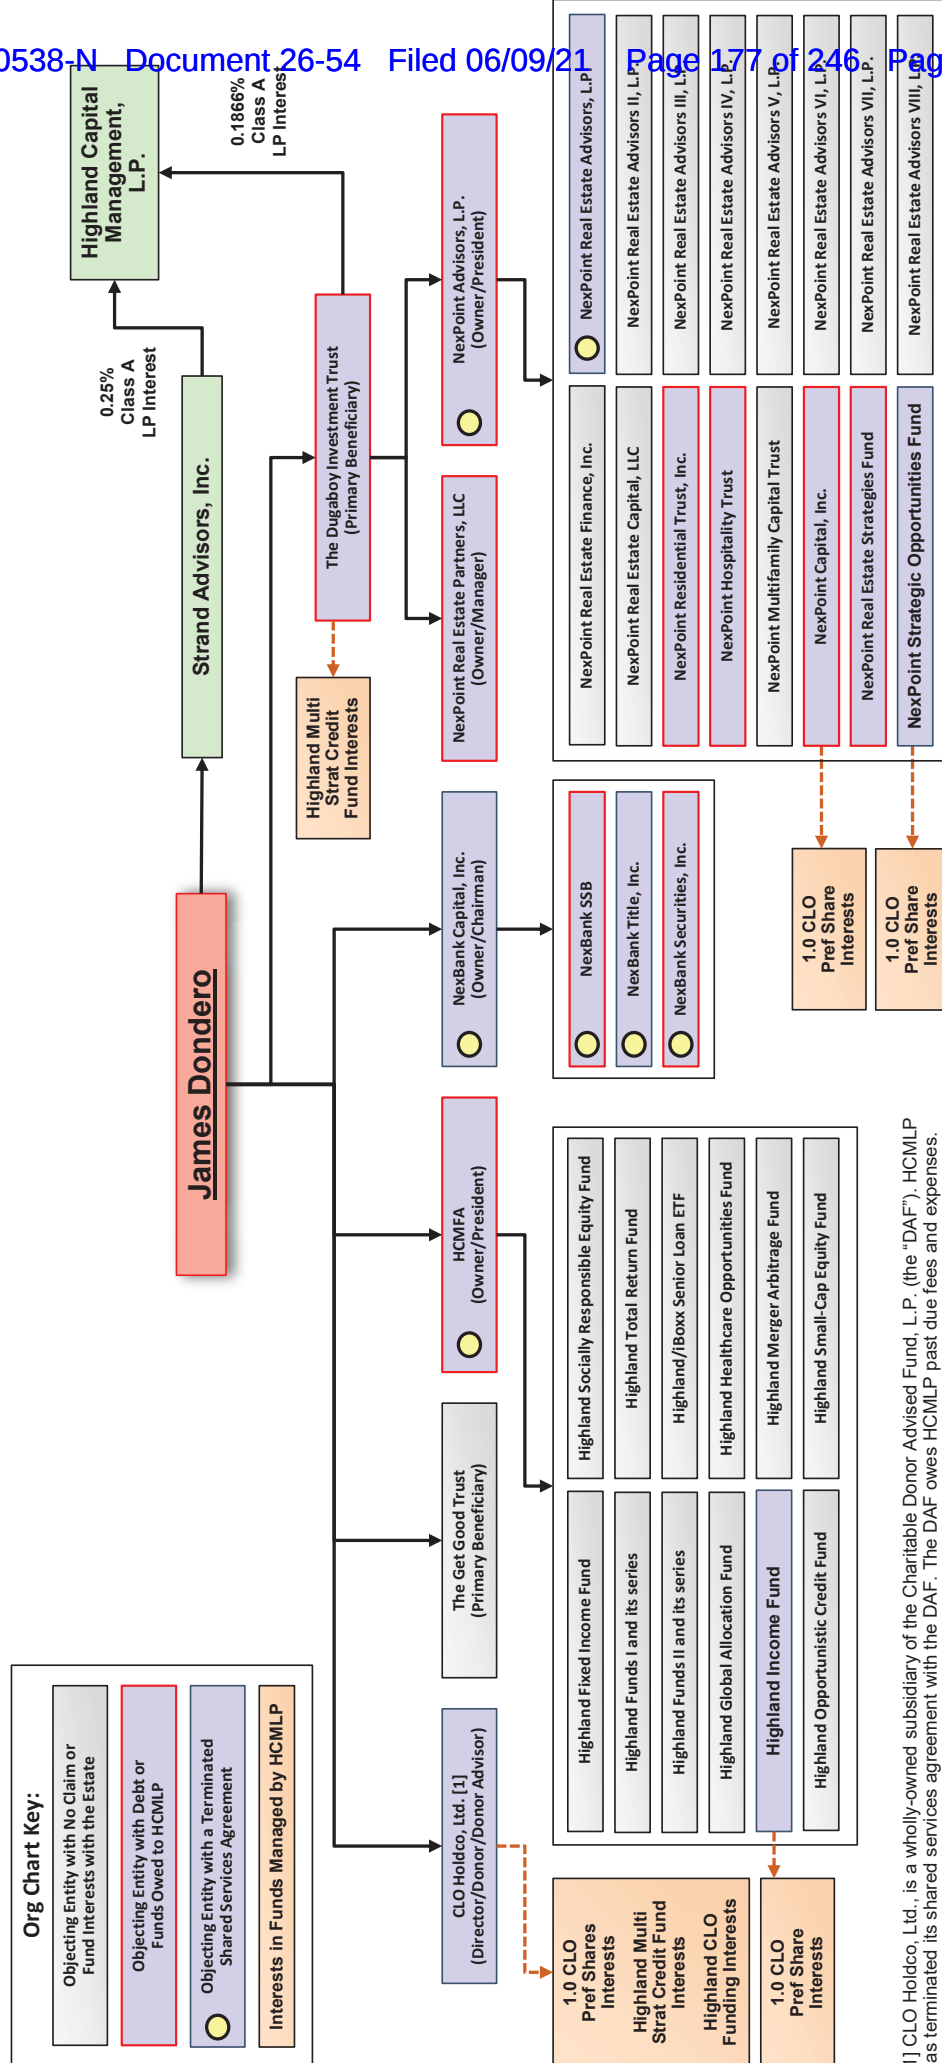 0538-N Document 26-54 Filed 06/09/21 Page 177 of 246 Pag
Org Chart Key:
Objecting Entity with No Claim or
Fund Interests with the Estate
Objecting Entity with Debt or
Funds Owed to HCMLP
Objecting Entity with a Terminated
Shared Services Agreement
Interests in Funds Managed by HCMLP
James Dondero
Strand Advisors, Inc.
0.25%
Class A
LP Interest
Highland Capital
Management,
L.P.
0.1866%
Class A
LP Interest
The Dugaboy Investment Trust
(Primary Beneficiary)
Highland Multi
Strat Credit
Fund Interests
CLO Holdco, Ltd. [1]
(Director/Donor/Donor Advisor)
The Get Good Trust
(Primary Beneficiary)
HCMFA
(Owner/President)
NexBank Capital, Inc.
(Owner/Chairman)
NexPoint Real Estate Partners, LLC
(Owner/Manager)
NexPoint Advisors, L.P.
(Owner/President)
1.0 CLO
Pref Shares
Interests
Highland Multi
Strat Credit Fund
Interests
Highland CLO
Funding Interests
1.0 CLO
Pref Share
Interests
Highland Fixed Income Fund
Highland Funds I and its series
Highland Funds II and its series
Highland Global Allocation Fund
Highland Income Fund
Highland Opportunistic Credit Fund
Highland Socially Responsible Equity Fund
Highland Total Return Fund
Highland/iBoxx Senior Loan ETF
Highland Healthcare Opportunities Fund
Highland Merger Arbitrage Fund
Highland Small-Cap Equity Fund
NexBank SSB
NexBank Title, Inc.
NexBank Securities, Inc.
1.0 CLO
Pref Share
Interests
1.0 CLO
Pref Share
Interests
NexPoint Real Estate Finance, Inc.
NexPoint Real Estate Capital, LLC
NexPoint Residential Trust, Inc.
NexPoint Hospitality Trust
NexPoint Multifamily Capital Trust
NexPoint Capital, Inc.
NexPoint Real Estate Strategies Fund
NexPoint Strategic Opportunities Fund
NexPoint Real Estate Advisors, L.P.
NexPoint Real Estate Advisors II, L.P.
NexPoint Real Estate Advisors III, L.P.
NexPoint Real Estate Advisors IV, L.P.
NexPoint Real Estate Advisors V, L.P.
NexPoint Real Estate Advisors VI, L.P.
NexPoint Real Estate Advisors VII, L.P.
NexPoint Real Estate Advisors VIII, L.P.
1] CLO Holdco, Ltd., is a wholly-owned subsidiary of the Charitable Donor Advised Fund, L.P. (the “DAF”). HCMLP
as terminated its shared services agreement with the DAF. The DAF owes HCMLP past due fees and expenses.